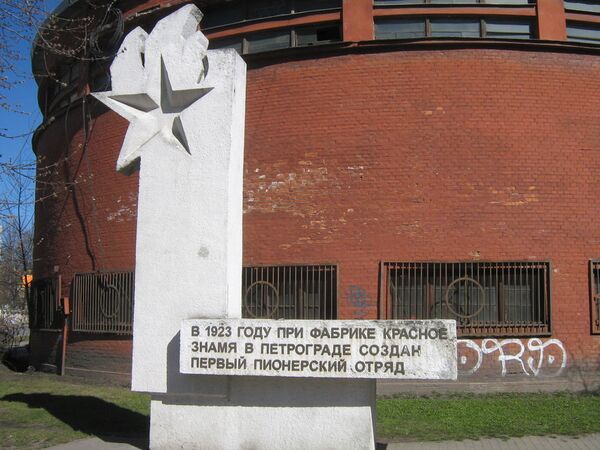 В 1923 ГОДУ ПРИ ФАБРИКЕ КРАСНОЕ
ЗНАМЯ В ПЕТРОГРАДЕ СОЗДАН
ПЕРВЫЙ ПИОНЕРСКИЙ ОТРЯД